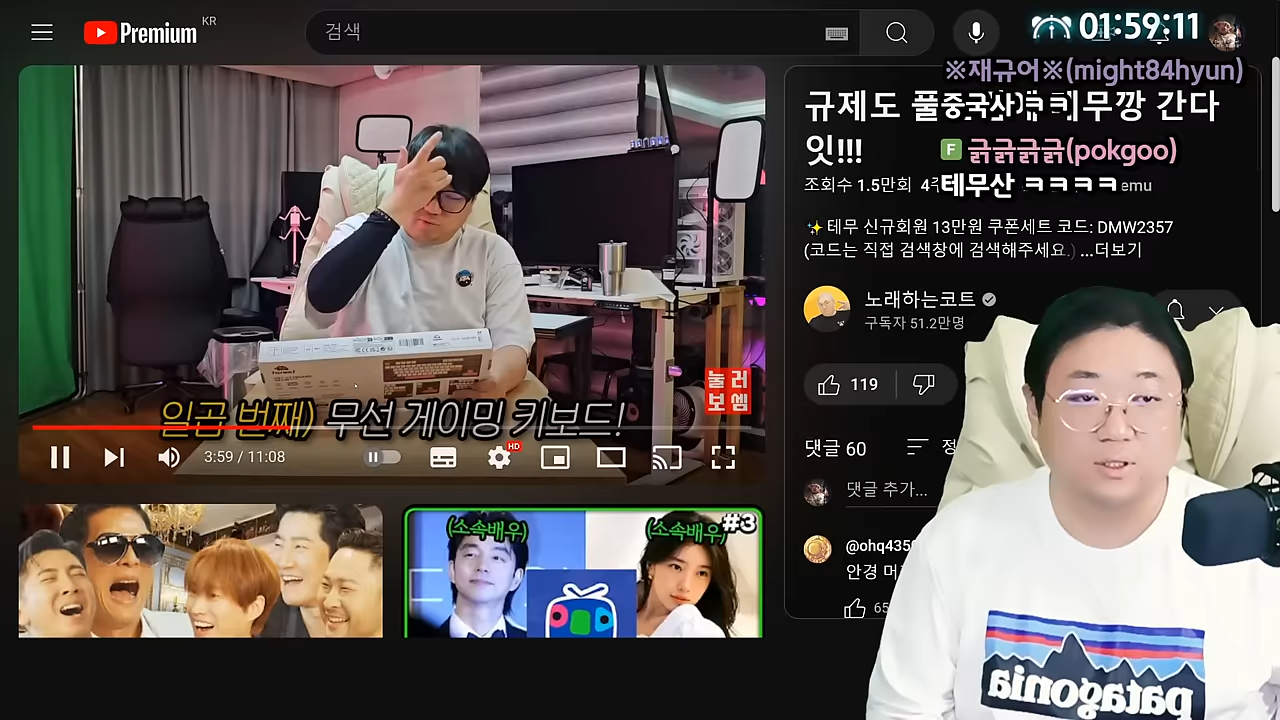 Premium KR
검색
01:59:11
※재규어※(might84hyun)
규제도 풀
무깡 간다
잇!!!
F 긁긁긁긁(pokgoo)
조회수 1.5만회
테무산 ㅋㅋㅋㅋ
emu
✨테무 신규회원 13만원 쿠폰세트 코드: DMW2357
(코드는 직접 검색창에 검색해주세요.) ...더보기
노래하는코트
구독자 51.2만명
119
댓글 60
정
댓글 추가...
@ohq435
안경
65
눌러
보셈
일곱 번째) 무선 게이밍 키보드!
3:59 / 11:08
HD
(소속배우)
(소속배우)
#3
patagonia